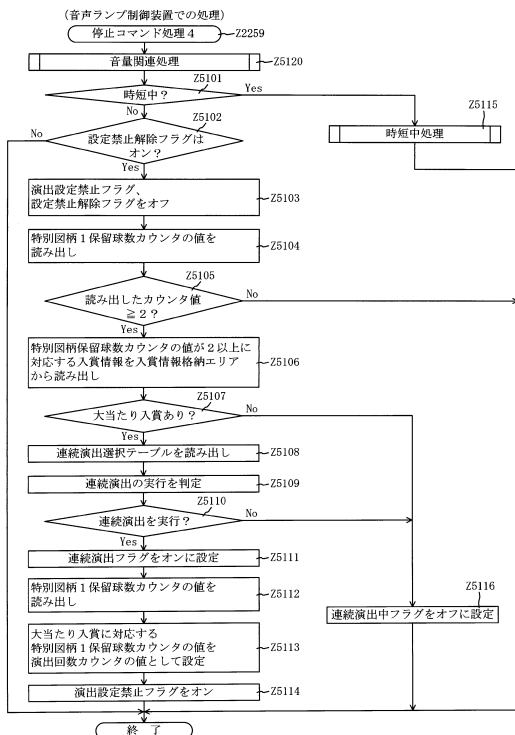 (音声ランプ制御装置での処理)
停止コマンド処理4
Z2259
音量関連処理
Z5120
Z5101
時短中?
Yes
No
Z5102
Z5115
No
設定禁止解除フラグは
オン?
時短中処理
Yes
演出設定禁止フラグ、
設定禁止解除フラグをオフ
Z5103
特別図柄1保留球数カウンタの値を
読み出し
Z5104
Z5105
読み出したカウンタ値
≧2?
No
Yes
特別図柄保留球数カウンタの値が2以上に
対応する入賞情報を入賞情報格納エリア
から読み出し
Z5106
Z5107
大当たり入賞あり?
No
Yes
連続演出選択テーブルを読み出し
Z5108
連続演出の実行を判定
Z5109
Z5110
連続演出を実行?
No
Yes
連続演出フラグをオンに設定
Z5111
特別図柄1保留球数カウンタの値を
読み出し
Z5112
Z5116
連続演出中フラグをオフに設定
大当たり入賞に対応する
特別図柄1保留球数カウンタの値を
演出回数カウンタの値として設定
Z5113
演出設定禁止フラグをオン
Z5114
終 了